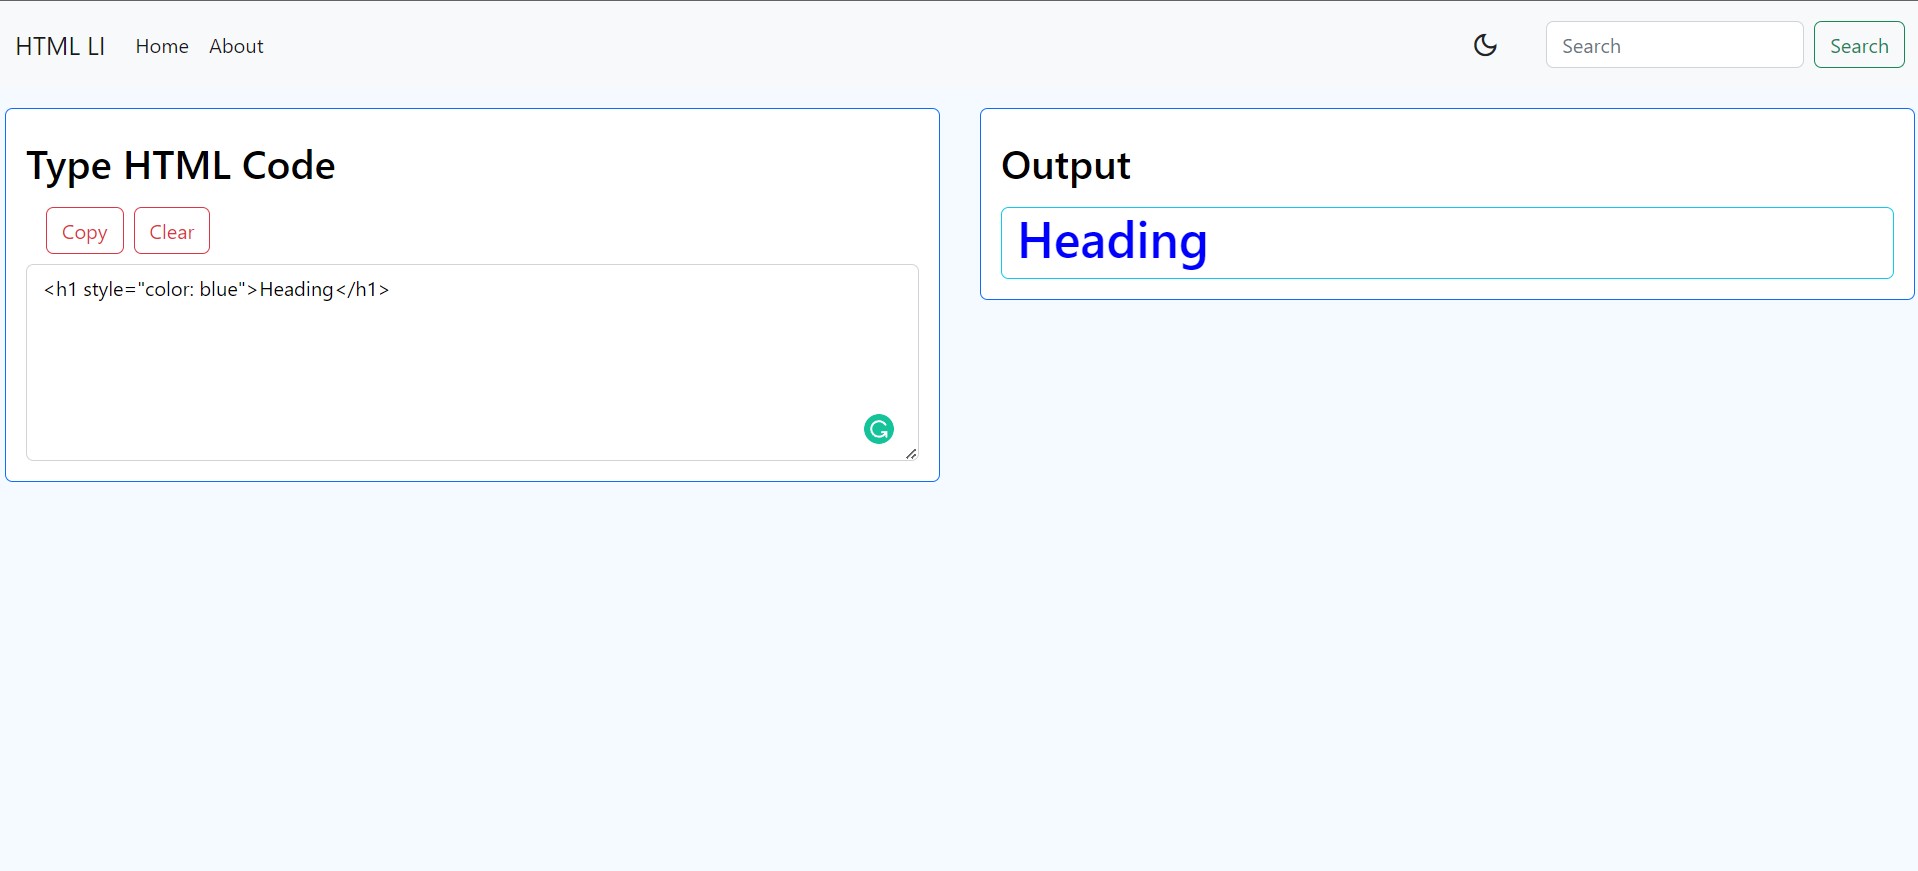 HTML LI Home About Search Search
Type HTML Code
Copy Clear
<h1 style="color: blue">Heading</h1>
Output
Heading